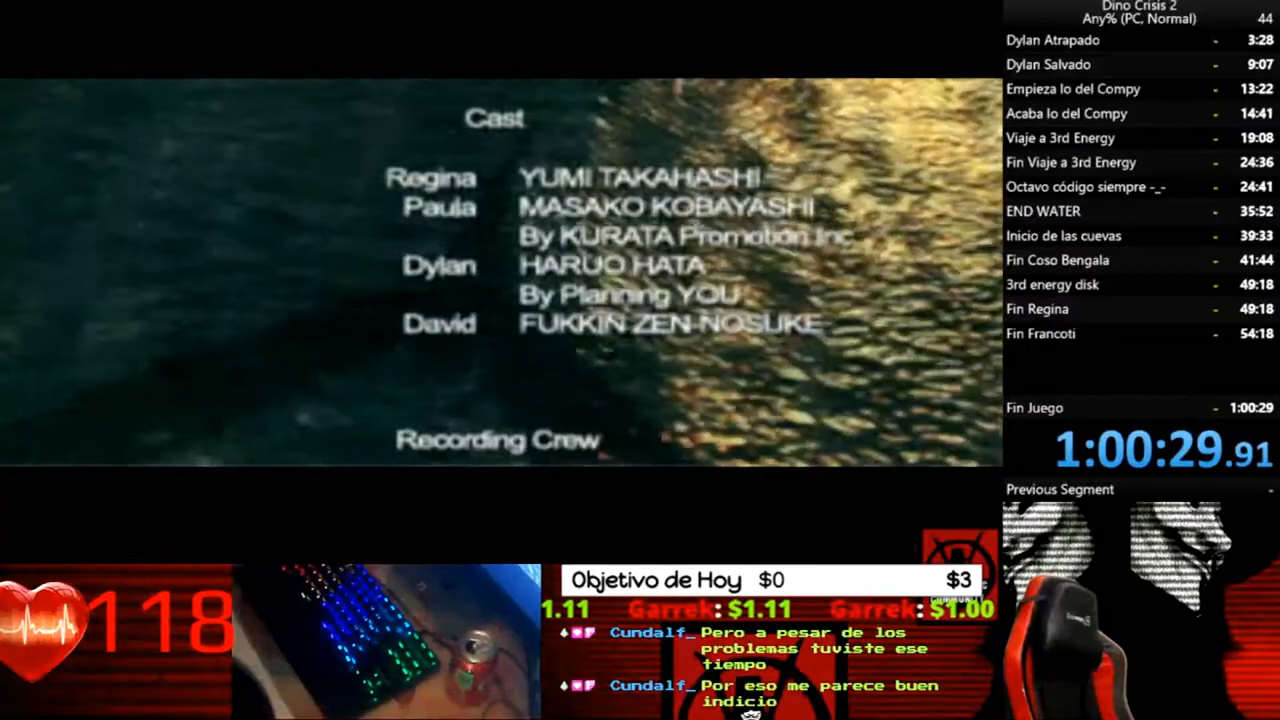 Cast
Regina YUMI TAKAHASHI
Paula MASAKO KOBAYASHI
By KURATA Promotion.Inc
Dylan HARUO HATA
By Planning YOU
David FUKKIN ZEN-NOSUKE
Recording Crew
Dino Crisis 2
Any% (PC, Normal) 44
Dylan Atrapado - 3:28
Dylan Salvado - 9:07
Empieza lo del Compy - 13:22
Acaba lo del Compy - 14:41
Viaje a 3rd Energy - 19:08
Fin Viaje a 3rd Energy - 24:36
Octavo código siempre -_- - 24:41
END WATER - 35:52
Inicio de las cuevas - 39:33
Fin Coso Bengala - 41:44
3rd energy disk - 49:18
Fin Regina - 49:18
Fin Francoti - 54:18
Fin Juego - 1:00:29
1:00:29.91
Previous Segment -
118
Objetivo de Hoy $0 $3
1.11 Garrek: $1.11 Garrek: $1.00
Cundalf_ Pero a pesar de los
problemas tuviste ese
tiempo
Cundalf_ Por eso me parece buen
indicio